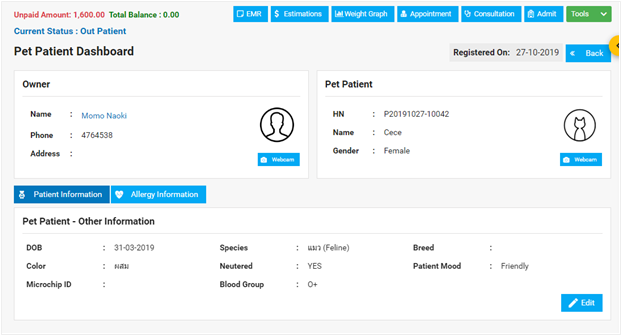 Unpaid Amount: 1,600.00 Total Balance : 0.00
EMR Estimations Weight Graph Appointment Consultation Admit Tools
Current Status : Out Patient
Pet Patient Dashboard
Registered On: 27-10-2019 Back
Owner
Name : Momo Naoki
Phone : 4764538
Address :
Webcam
Pet Patient
HN : P20191027-10042
Name : Cece
Gender : Female
Webcam
Patient Information Allergy Information
Pet Patient - Other Information
DOB : 31-03-2019 Species : แมว (Feline) Breed :
Color : ผสม Neutered : YES Patient Mood : Friendly
Microchip ID : Blood Group : O+
Edit